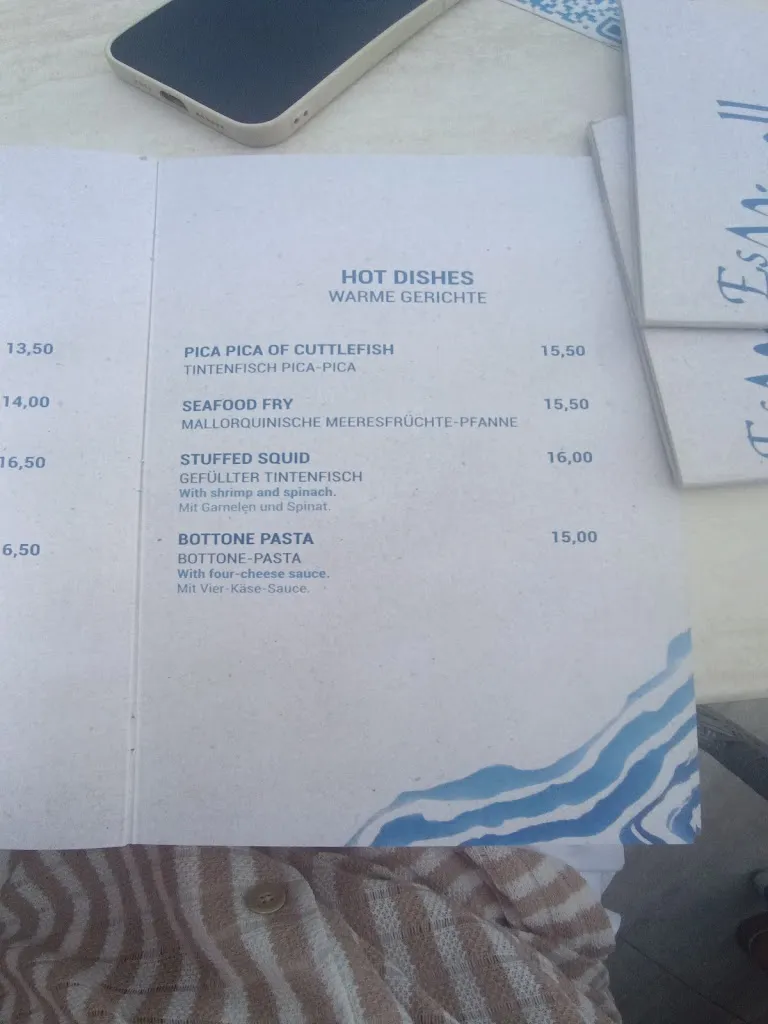 HOT DISHES
WARME GERICHTE
13,50
14,00
16,50
6,50
PICA PICA OF CUTTLEFISH 15,50
TINTENFISCH PICA-PICA
SEAFOOD FRY 15,50
MALLORQUINISCHE MEERESFRÜCHTE-PFANNE
STUFFED SQUID 16,00
GEFÜLLTER TINTENFISCH
With shrimp and spinach.
Mit Garnelen und Spinat.
BOTTONE PASTA 15,00
BOTTONE-PASTA
With four-cheese sauce.
Mit Vier-Käse-Sauce.